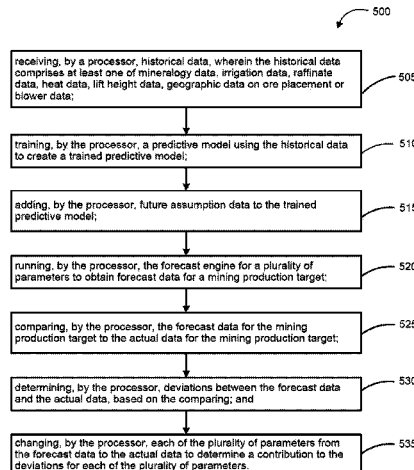 500
receiving, by a processor, historical data, wherein the historical data
comprises at least one of mineralogy data, irrigation data, raffinate
data, heat data, lift height data, geographic data on ore placement or
blower data;
505
training, by the processor, a predictive model using the historical data
to create a trained predictive model;
510
adding, by the processor, future assumption data to the trained
predictive model;
515
running, by the processor, the forecast engine for a plurality of
parameters to obtain forecast data for a mining production target;
520
comparing, by the processor, the forecast data for the mining
production target to the actual data for the mining production target;
525
determining, by the processor, deviations between the forecast data
and the actual data, based on the comparing; and
530
changing, by the processor, each of the plurality of parameters from
the forecast data to the actual data to determine a contribution to the
deviations for each of the plurality of parameters.
535